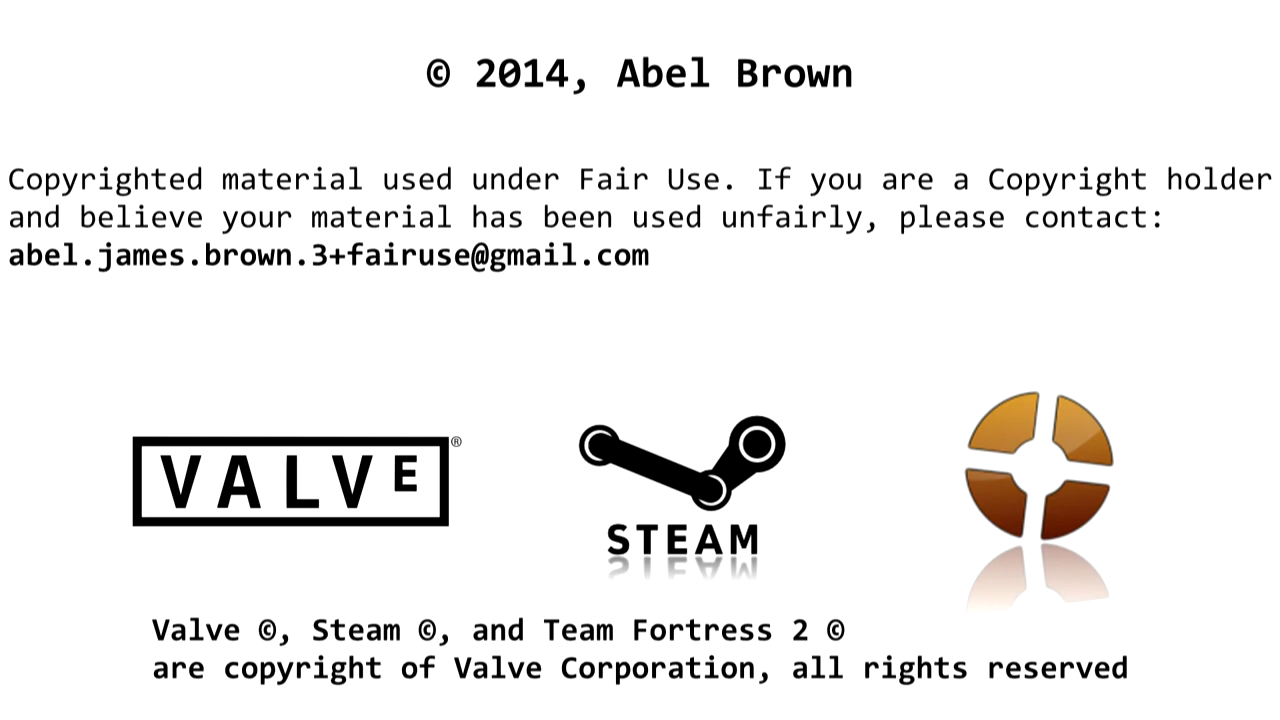 © 2014, Abel Brown
Copyrighted material used under Fair Use. If you are a Copyright holder
and believe your material has been used unfairly, please contact:
abel.james.brown.3+fairuse@gmail.com
VALVE®
STEAM
Valve ©, Steam ©, and Team Fortress 2 ©
are copyright of Valve Corporation, all rights reserved